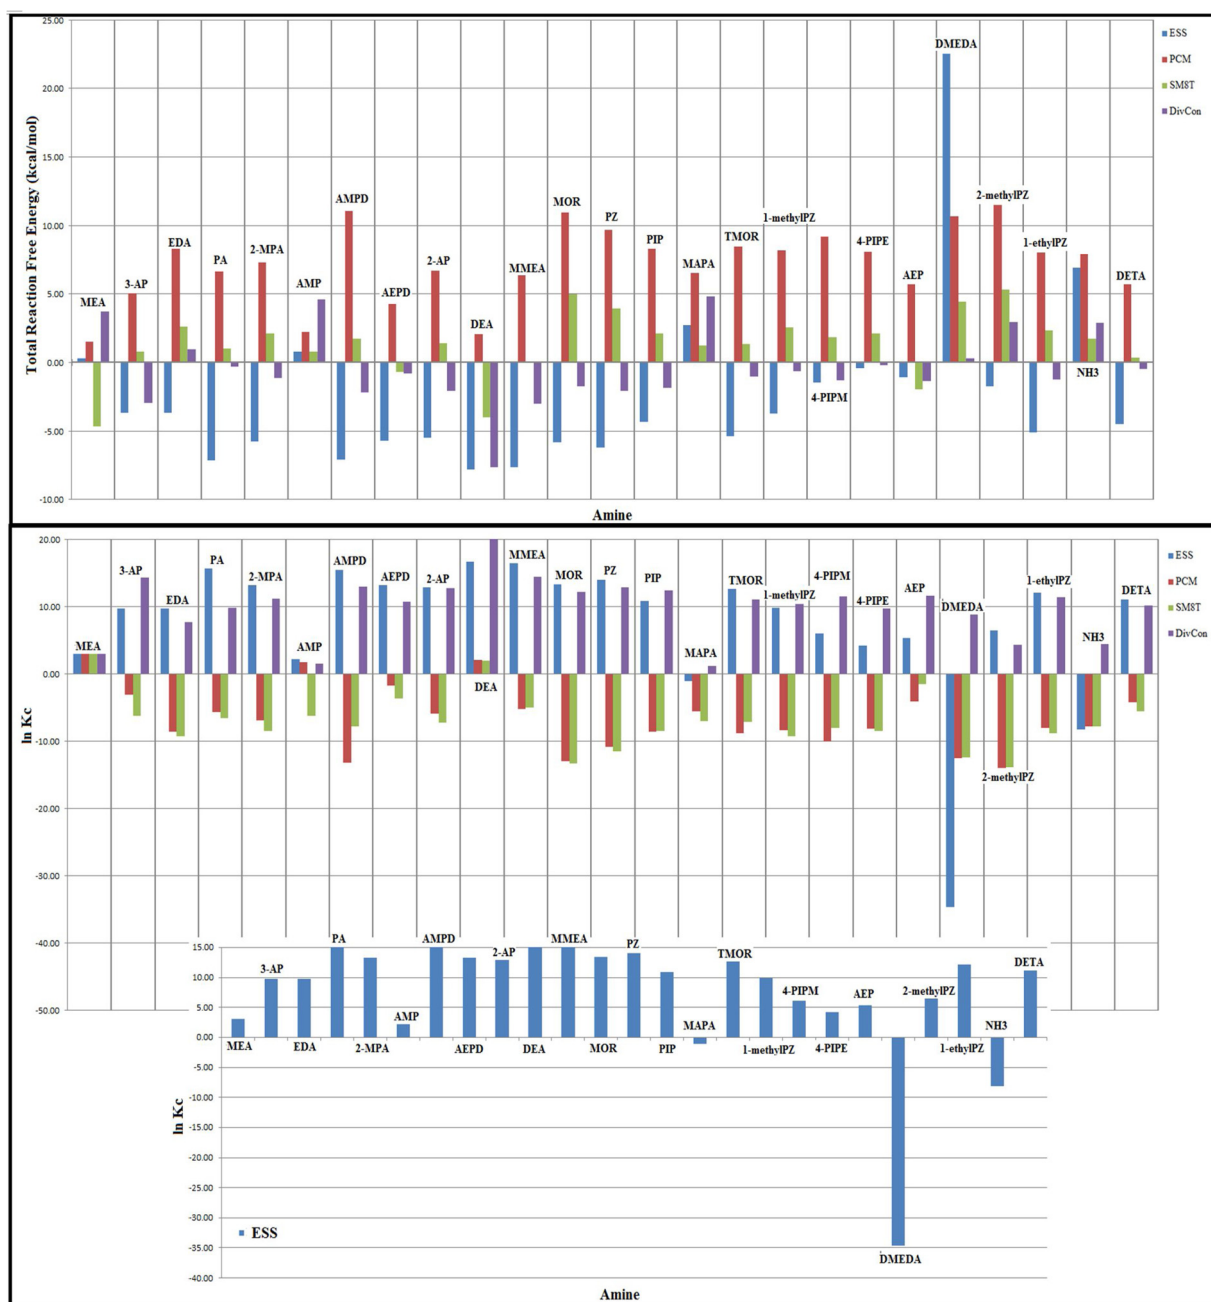 25.00
20.00
15.00
10.00
5.00
0.00
-5.00
-10.00
Total Reaction Free Energy (kcal/mol)
MEA
3-AP
EDA
PA
2-MPA
AMP
AMPD
AEPD
2-AP
DEA
MMEA
MOR
PZ
PIP
MAPA
TMOR
1-methylPZ
4-PIPM
4-PIPE
AEP
DMEDA
2-methylPZ
1-ethylPZ
NH3
DETA
ESS
PCM
SM8T
DivCon
Amine
20.00
10.00
0.00
-10.00
-20.00
-30.00
-40.00
-50.00
ln Kc
MEA
3-AP
EDA
PA
2-MPA
AMP
AMPD
AEPD
2-AP
DEA
MMEA
MOR
PZ
PIP
MAPA
TMOR
1-methylPZ
4-PIPM
4-PIPE
AEP
DMEDA
2-methylPZ
1-ethylPZ
NH3
DETA
ESS
PCM
SM8T
DivCon
15.00
10.00
5.00
0.00
-5.00
-10.00
-15.00
-20.00
-25.00
-30.00
-35.00
-40.00
ln Kc
MEA
3-AP
EDA
PA
2-MPA
AMP
AMPD
AEPD
2-AP
DEA
MMEA
MOR
PZ
PIP
MAPA
TMOR
1-methylPZ
4-PIPM
4-PIPE
AEP
DMEDA
2-methylPZ
1-ethylPZ
NH3
DETA
ESS
Amine